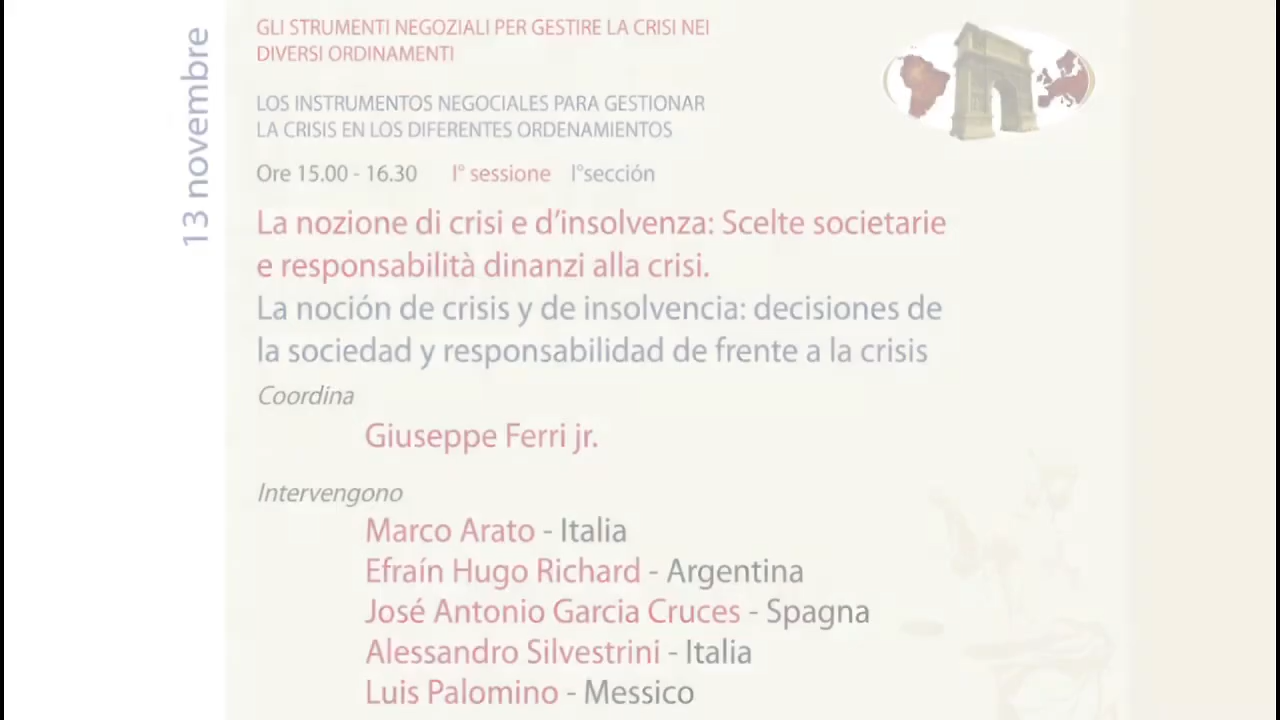 13 novembre
GLI STRUMENTI NEGOZIALI PER GESTIRE LA CRISI NEI
DIVERSI ORDINAMENTI
LOS INSTRUMENTOS NEGOCIALES PARA GESTIONAR
LA CRISIS EN LOS DIFERENTES ORDENAMIENTOS
Ore 15.00 - 16.30 I° sessione I°sección
La nozione di crisi e d’insolvenza: Scelte societarie
e responsabilità dinanzi alla crisi.
La noción de crisis y de insolvencia: decisiones de
la sociedad y responsabilidad de frente a la crisis
Coordina
Giuseppe Ferri jr.
Intervengono
Marco Arato - Italia
Efraín Hugo Richard - Argentina
José Antonio Garcia Cruces - Spagna
Alessandro Silvestrini - Italia
Luis Palomino - Messico